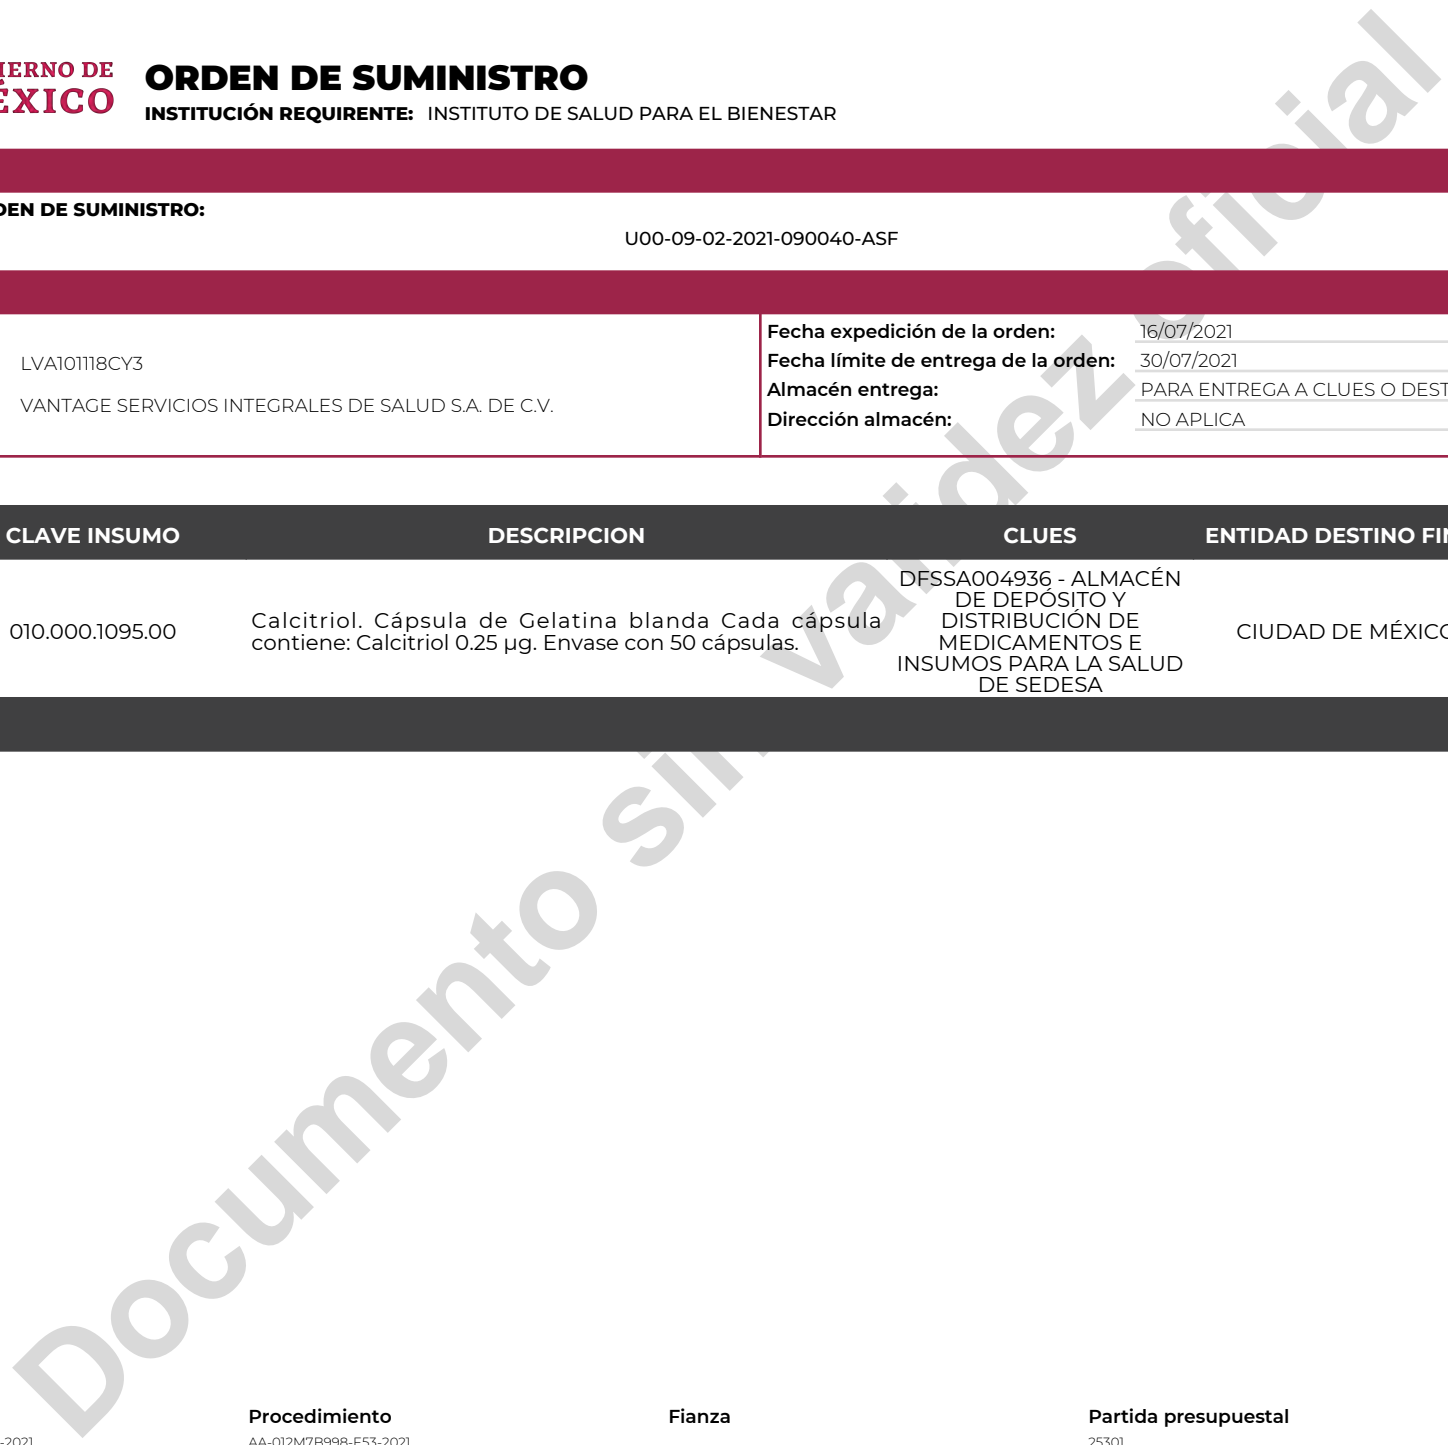 ORDEN DE SUMINISTRO
INSTITUCIÓN REQUIRENTE: INSTITUTO DE SALUD PARA EL BIENESTAR
IERNO DE
ÉXICO
DEN DE SUMINISTRO:
U00-09-02-2021-090040-ASF
LVA101118CY3
VANTAGE SERVICIOS INTEGRALES DE SALUD S.A. DE C.V.
Fecha expedición de la orden: 16/07/2021
Fecha límite de entrega de la orden: 30/07/2021
Almacén entrega: PARA ENTREGA A CLUES O DEST
Dirección almacén: NO APLICA
CLAVE INSUMO DESCRIPCION CLUES ENTIDAD DESTINO FIN
010.000.1095.00
Calcitriol. Cápsula de Gelatina blanda Cada cápsula
contiene: Calcitriol 0.25 µg. Envase con 50 cápsulas.
DFSSA004936 - ALMACÉN
DE DEPÓSITO Y
DISTRIBUCIÓN DE
MEDICAMENTOS E
INSUMOS PARA LA SALUD
DE SEDESA
CIUDAD DE MÉXICO
Documento sin validez oficial
Procedimiento Fianza Partida presupuestal
-2021 AA-012M7B998-E53-2021 25301